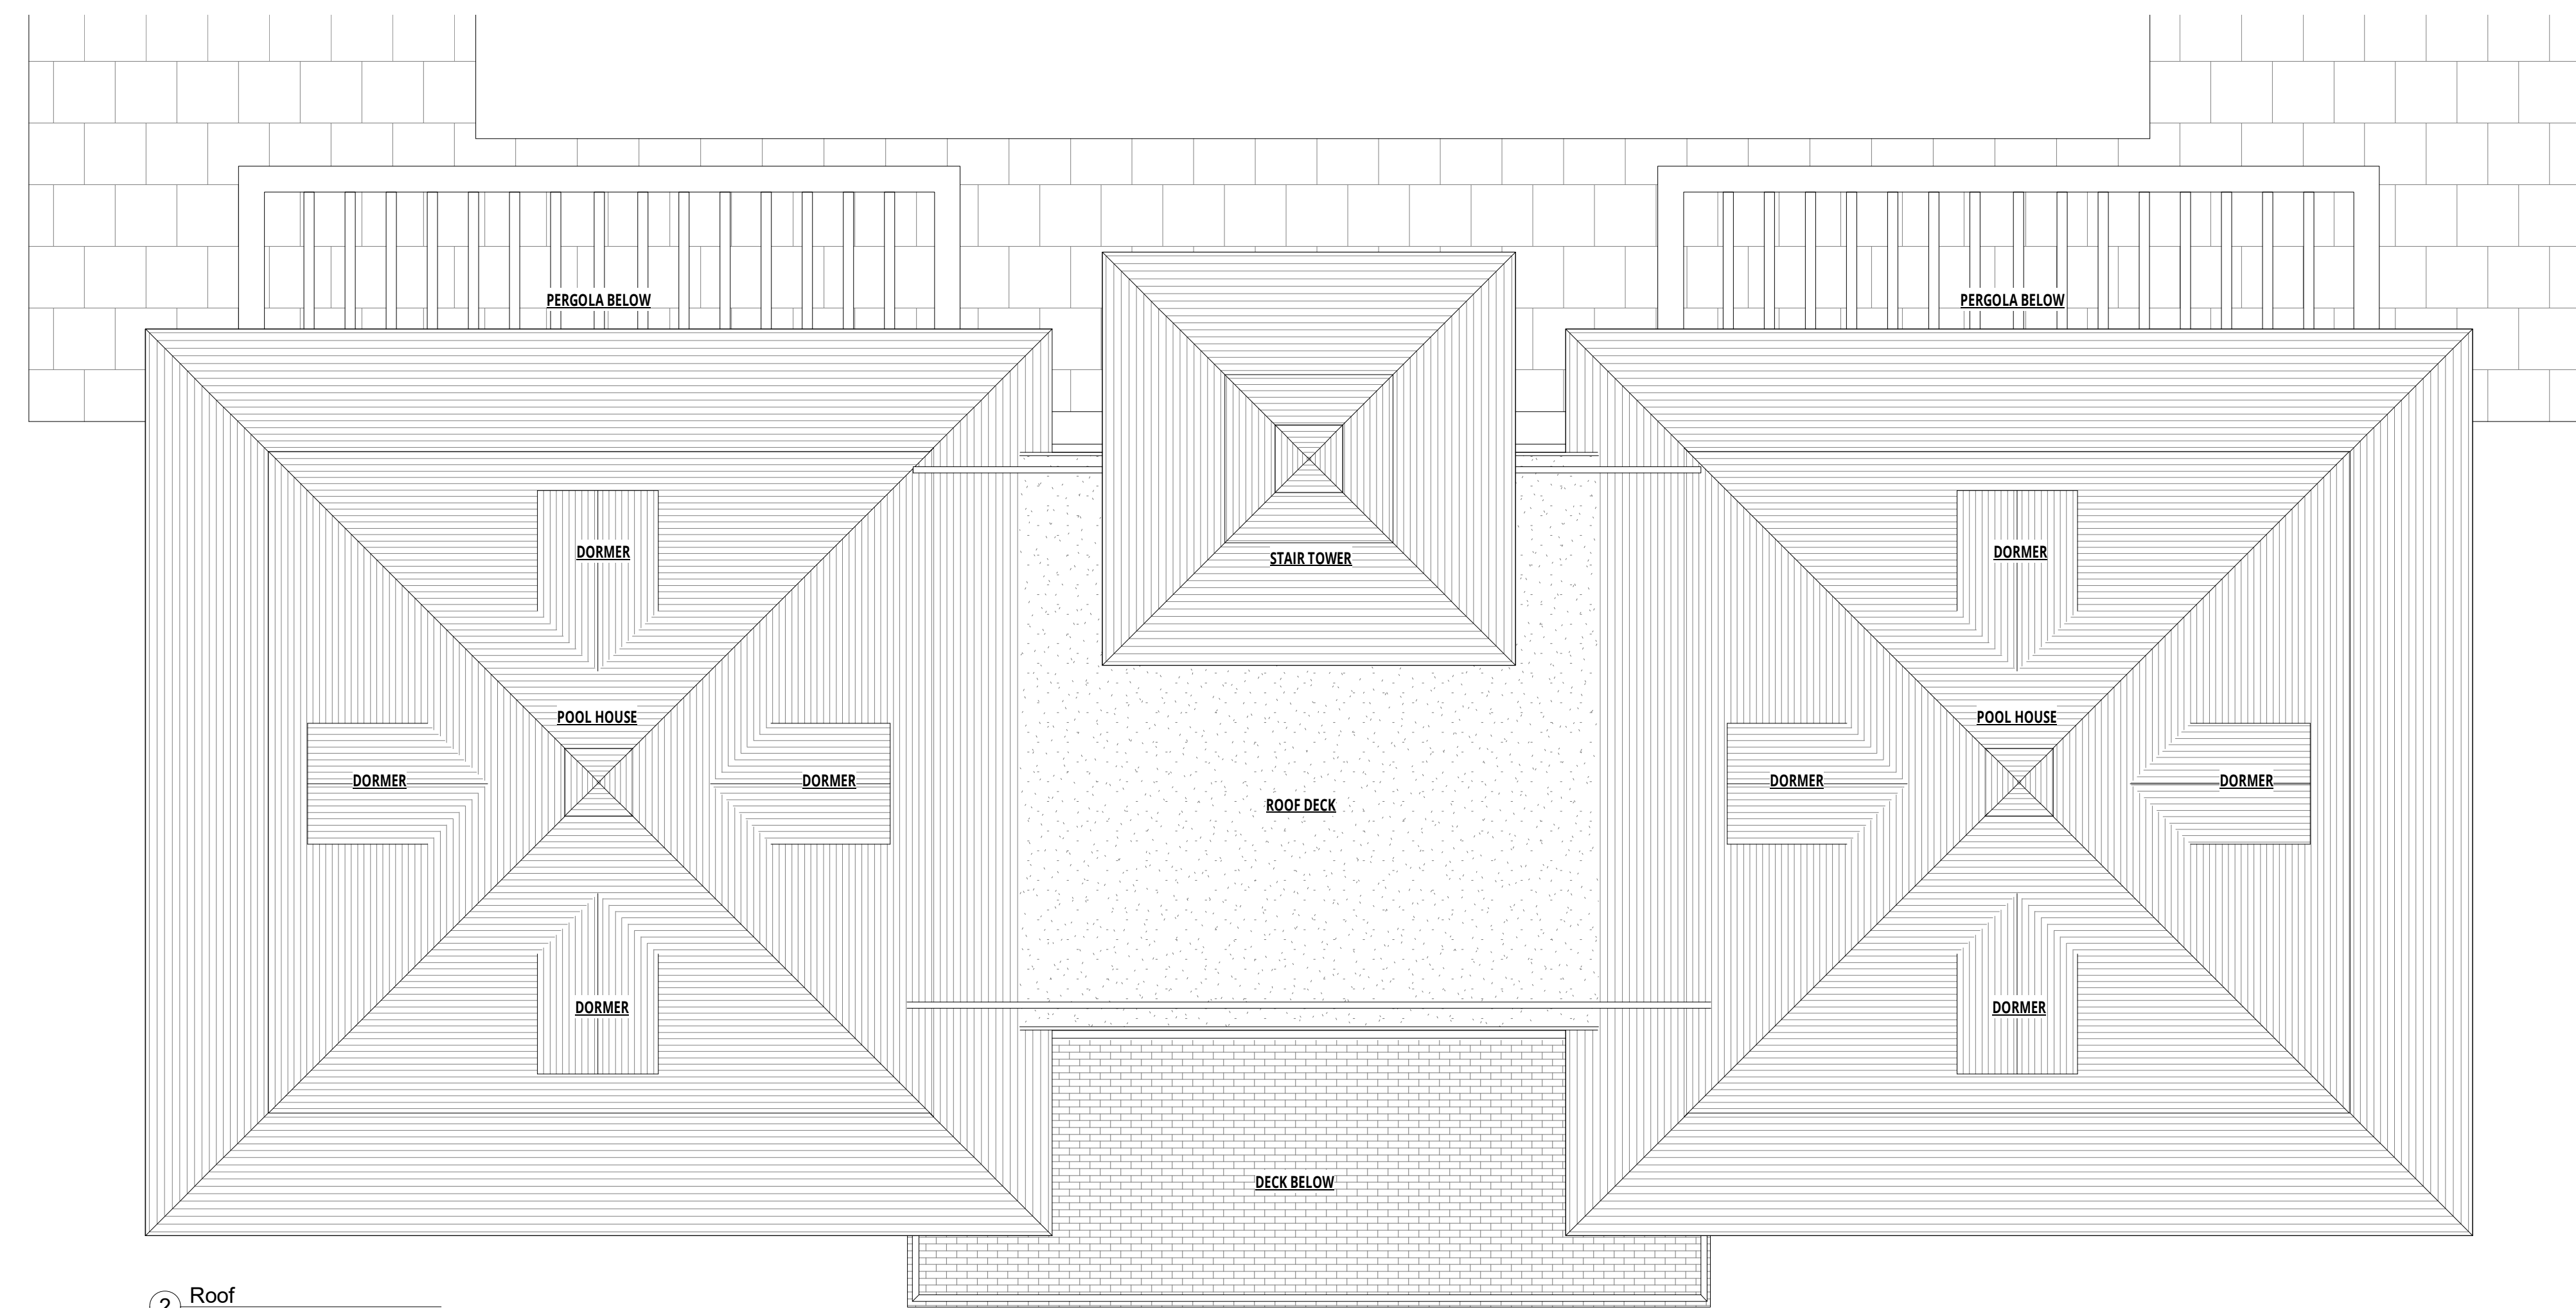 PERGOLA BELOW
PERGOLA BELOW
DORMER
STAIR TOWER
DORMER
POOL HOUSE
POOL HOUSE
DORMER
DORMER
ROOF DECK
DORMER
DORMER
DORMER
DORMER
DECK BELOW
2 Roof